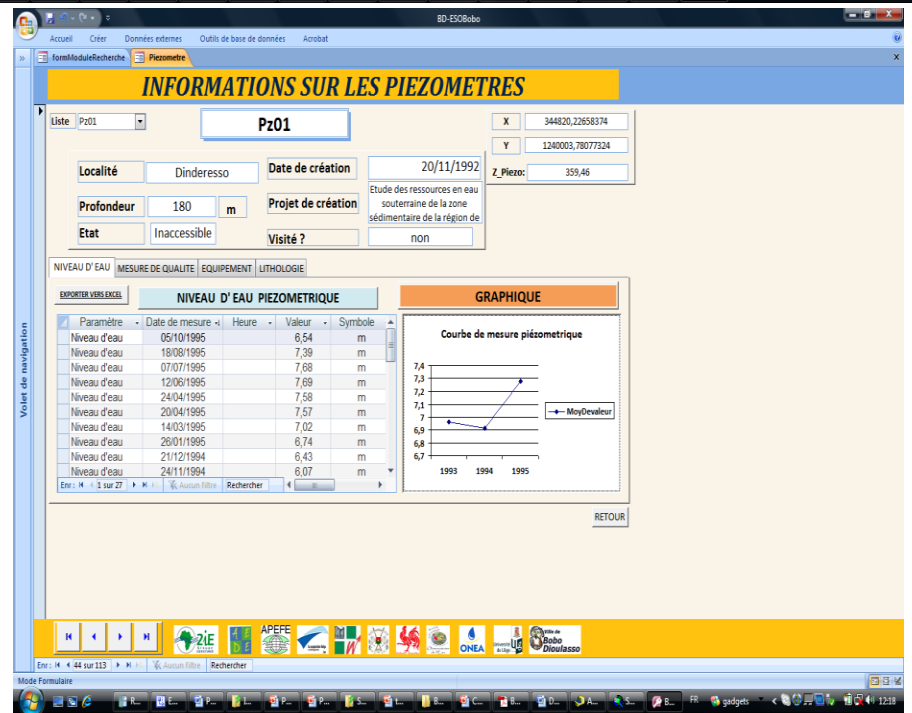 BD-ESOBobo
Accueil Créer Données externes Outils de base de données Acrobat
formModuleRecherche Piezometre
INFORMATIONS SUR LES PIEZOMETRES
Liste Pz01
Pz01
X 344820,22658374
Y 1240003,78077324
Z_Piezo: 359,46
Localité Dinderesso
Date de création 20/11/1992
Profondeur 180 m
Projet de création Etude des ressources en eau
souterraine de la zone
sédimentaire de la région de
Etat Inaccessible
Visité ? non
NIVEAU D' EAU MESURE DE QUALITE EQUIPEMENT LITHOLOGIE
EXPORTER VERS EXCEL
NIVEAU D' EAU PIEZOMETRIQUE
GRAPHIQUE
Paramètre Date de mesure Heure Valeur Symbole
Niveau d'eau 05/10/1995 6,54 m
Niveau d'eau 18/08/1995 7,39 m
Niveau d'eau 07/07/1995 7,68 m
Niveau d'eau 12/06/1995 7,69 m
Niveau d'eau 24/04/1995 7,58 m
Niveau d'eau 20/04/1995 7,57 m
Niveau d'eau 14/03/1995 7,02 m
Niveau d'eau 26/01/1995 6,74 m
Niveau d'eau 21/12/1994 6,43 m
Niveau d'eau 24/11/1994 6,07 m
Enr : 1 sur 27 Aucun filtre Rechercher
Courbe de mesure piézometrique
7,4
7,3
7,2
7,1
7
6,9
6,8
6,7
1993 1994 1995
MoyDevaleur
RETOUR
Volet de navigation
2iE
APEFE
ONEA
Ville de
Bobo
Dioulasso
Enr : 44 sur 113 Aucun filtre Rechercher
Mode Formulaire
R... E... P... L... P... P... S... t... B... C... B... D... A... S... B... FR gadgets 12:18